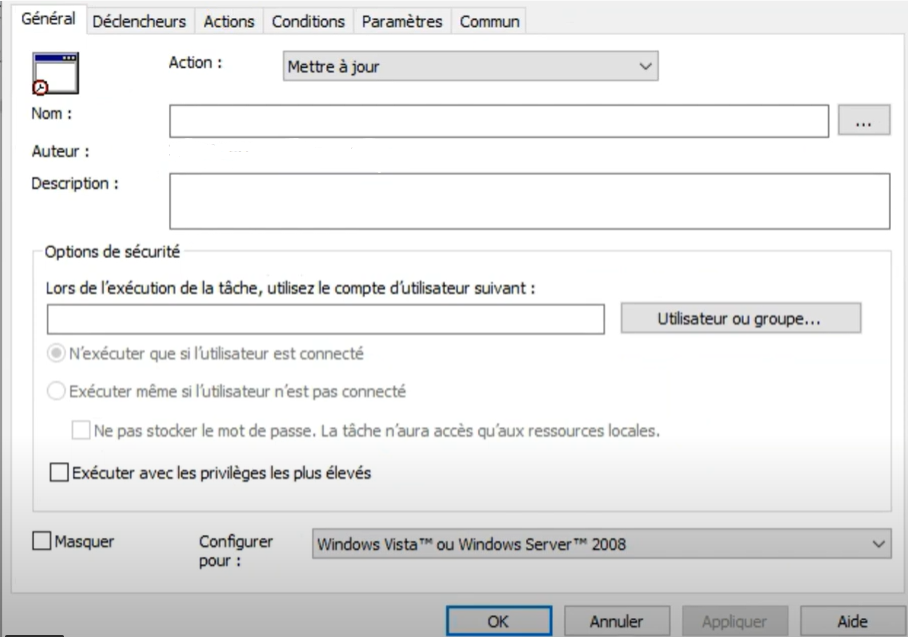 Général Déclencheurs Actions Conditions Paramètres Commun
Action : Mettre à jour
Nom : ...
Auteur :
Description :
Options de sécurité
Lors de l'exécution de la tâche, utilisez le compte d'utilisateur suivant :
Utilisateur ou groupe...
N'exécuter que si l'utilisateur est connecté
Exécuter même si l'utilisateur n'est pas connecté
Ne pas stocker le mot de passe. La tâche n'aura accès qu'aux ressources locales.
Exécuter avec les privilèges les plus élevés
Masquer Configurer Windows Vista™ ou Windows Server™ 2008
pour :
OK Annuler Appliquer Aide